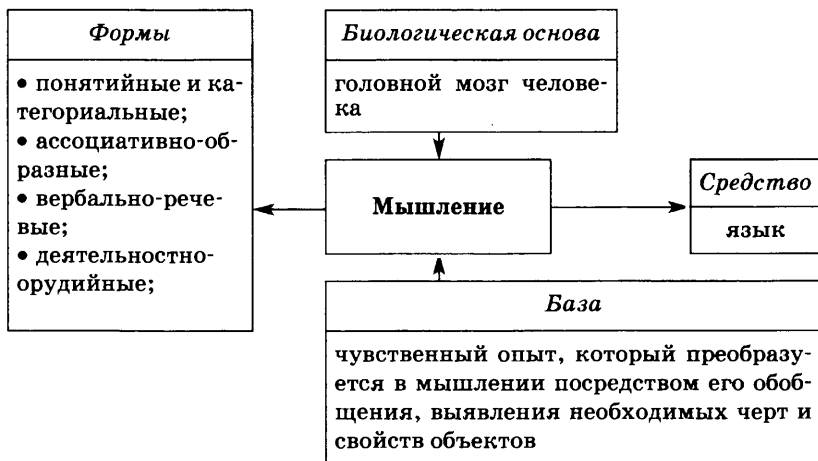 Формы
• понятийные и ка-
тегориальные;
• ассоциативно-об-
разные;
• вербально-рече-
вые;
• деятельностно-
орудийные;
Биологическая основа
головной мозг челове-
ка
Мышление
Средство
язык
База
чувственный опыт, который преобразу-
ется в мышлении посредством его обоб-
щения, выявления необходимых черт и
свойств объектов